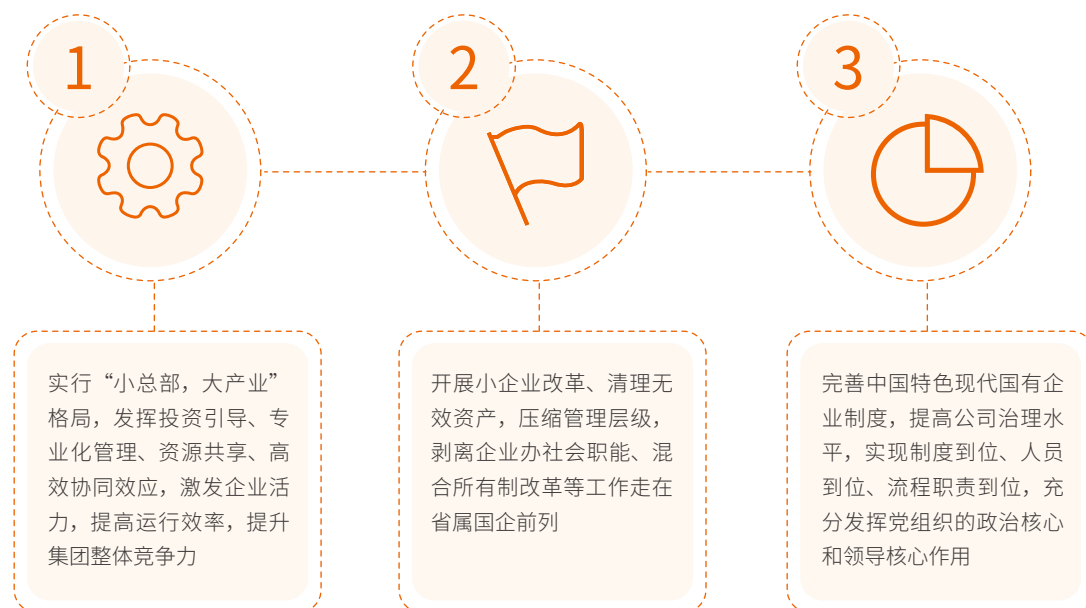 1
实行“小总部，大产业”
格局，发挥投资引导、专
业化管理、资源共享、高
效协同效应，激发企业活
力，提高运行效率，提升
集团整体竞争力
2
开展小企业改革、清理无
效资产，压缩管理层级，
剥离企业办社会职能、混
合所有制改革等工作走在
省属国企前列
3
完善中国特色现代国有企
业制度，提高公司治理水
平，实现制度到位、人员
到位、流程职责到位，充
分发挥党组织的政治核心
和领导核心作用